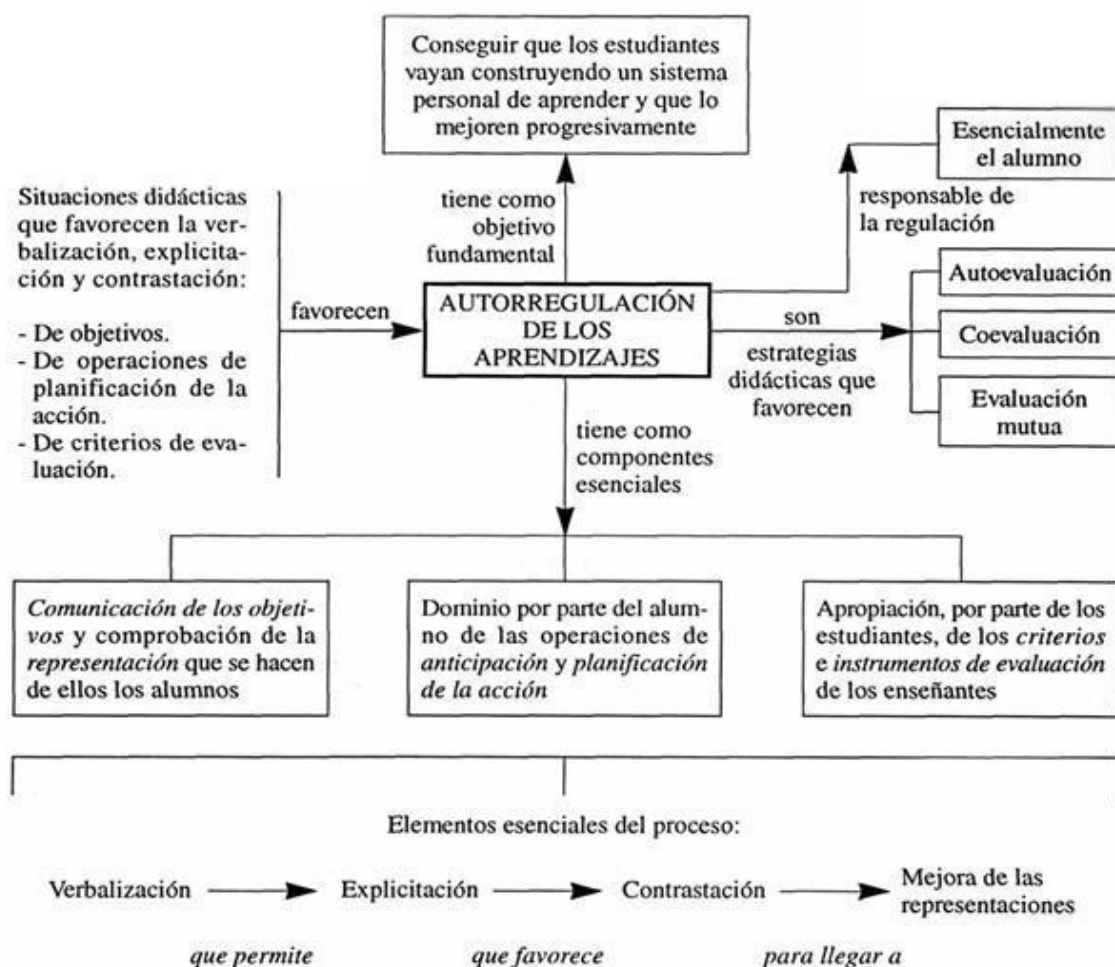 Conseguir que los estudiantes
vayan construyendo un sistema
personal de aprender y que lo
mejoren progresivamente
Esencialmente
el alumno
Situaciones didácticas
que favorecen la ver-
balización, explicita-
ción y contrastación:
- De objetivos.
- De operaciones de
planificación de la
acción.
- De criterios de eva-
luación.
tiene como
objetivo
fundamental
responsable de
la regulación
favorecen
AUTORREGULACIÓN
DE LOS
APRENDIZAJES
son
estrategias
didácticas que
favorecen
Autoevaluación
Coevaluación
Evaluación
mutua
tiene como
componentes
esenciales
Comunicación de los objeti-
vos y comprobación de la
representación que se hacen
de ellos los alumnos
Dominio por parte del alum-
no de las operaciones de
anticipación y planificación
de la acción
Apropiación, por parte de los
estudiantes, de los criterios
e instrumentos de evaluación
de los enseñantes
Elementos esenciales del proceso:
Verbalización
Explicitación
Contrastación
Mejora de las
representaciones
que permite
que favorece
para llegar a